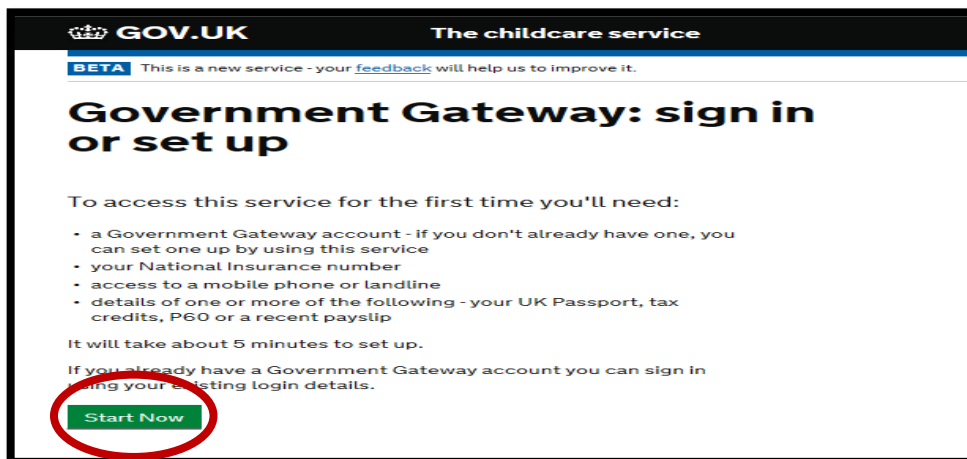 GOV.UK The childcare service
BETA This is a new service - your feedback will help us to improve it.
Government Gateway: sign in
or set up
To access this service for the first time you'll need:
• a Government Gateway account - if you don't already have one, you
can set one up by using this service
• your National Insurance number
• access to a mobile phone or landline
• details of one or more of the following - your UK Passport, tax
credits, P60 or a recent payslip
It will take about 5 minutes to set up.
If you already have a Government Gateway account you can sign in
using your existing login details.
Start Now